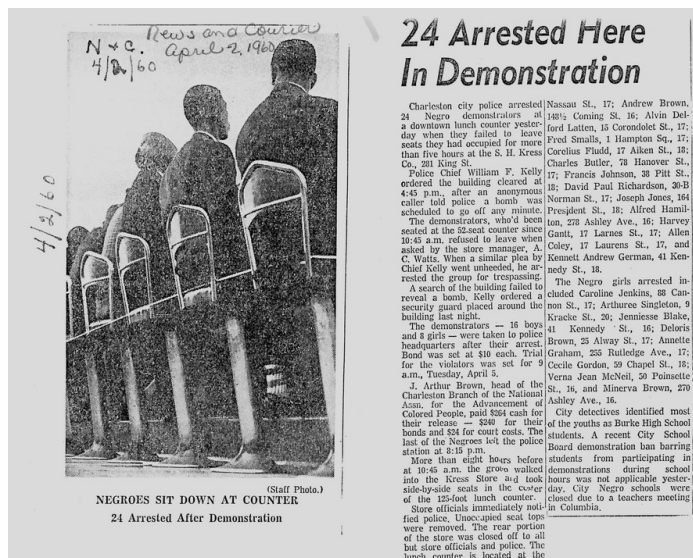 News and Courier
April 2, 1960
N & C.
4/2/60
4/2/60
(Staff Photo.)
NEGROES SIT DOWN AT COUNTER
24 Arrested After Demonstration
24 Arrested Here
In Demonstration
Charleston city police arrested
24 Negro demonstrators at
a downtown lunch counter yester-
day when they failed to leave
seats they had occupied for more
than five hours at the S. H. Kress
Co., 281 King St.
Police Chief William F. Kelly
ordered the building cleared at
4:45 p.m., after an anonymous
caller told police a bomb was
scheduled to go off any minute.
The demonstrators, who'd been
seated at the 52-seat counter since
10:45 a.m. refused to leave when
asked by the store manager, A.
C. Watts. When a similar plea by
Chief Kelly went unheeded, he ar-
rested the group for trespassing.
A search of the building failed to
reveal a bomb, Kelly ordered a
security guard placed around the
building last night.
The demonstrators — 16 boys
and 8 girls — were taken to police
headquarters after their arrest.
Bond was set at $10 each. Trial
for the violators was set for 9
a.m., Tuesday, April 5.
J. Arthur Brown, head of the
Charleston Branch of the National
Assn. for the Advancement of
Colored People, paid $264 cash for
their release — $240 for their
bonds and $24 for court costs. The
last of the Negroes left the police
station at 8:15 p.m.
More than eight hours before
at 10:45 a.m. the group walked
into the Kress Store and took
side-by-side seats in the center
of the 125-foot lunch counter.
Store officials immediately noti-
fied police, Unoccupied seat tops
were removed. The rear portion
of the store was closed off to all
but store officials and police. The
lunch counter is located at the
Nassau St., 17; Andrew Brown,
148½ Coming St, 16; Alvin Del-
ford Latten, 15 Corondolet St., 17;
Fred Smalls, 1 Hampton Sq., 17;
Corelius Fludd, 17 Aiken St., 18;
Charles Butler, 78 Hanover St.,
17; Francis Johnson, 38 Pitt St.,
18; David Paul Richardson, 30-B
Norman St., 17; Joseph Jones, 164
President St., 18; Alfred Hamil-
ton, 278 Ashley Ave., 16; Harvey
Gantt, 17 Larnes St., 17; Allen
Coley, 17 Laurens St., 17, and
Kennett Andrew German, 41 Ken-
nedy St., 18.
The Negro girls arrested in-
cluded Caroline Jenkins, 88 Can-
non St., 17; Arthuree Singleton, 9
Kracke St., 20; Jenniesse Blake,
41 Kennedy St., 16; Deloris
Brown, 25 Alway St., 17; Annette
Graham, 255 Rutledge Ave., 17;
Cecile Gordon, 59 Chapel St., 18;
Verna Jean McNeil, 50 Poinsette
St., 16, and Minerva Brown, 270
Ashley Ave., 16.
City detectives identified most
of the youths as Burke High School
students. A recent City School
Board demonstration ban barring
students from participating in
demonstrations during school
hours was not applicable yester-
day. City Negro schools were
closed due to a teachers meeting
in Columbia.